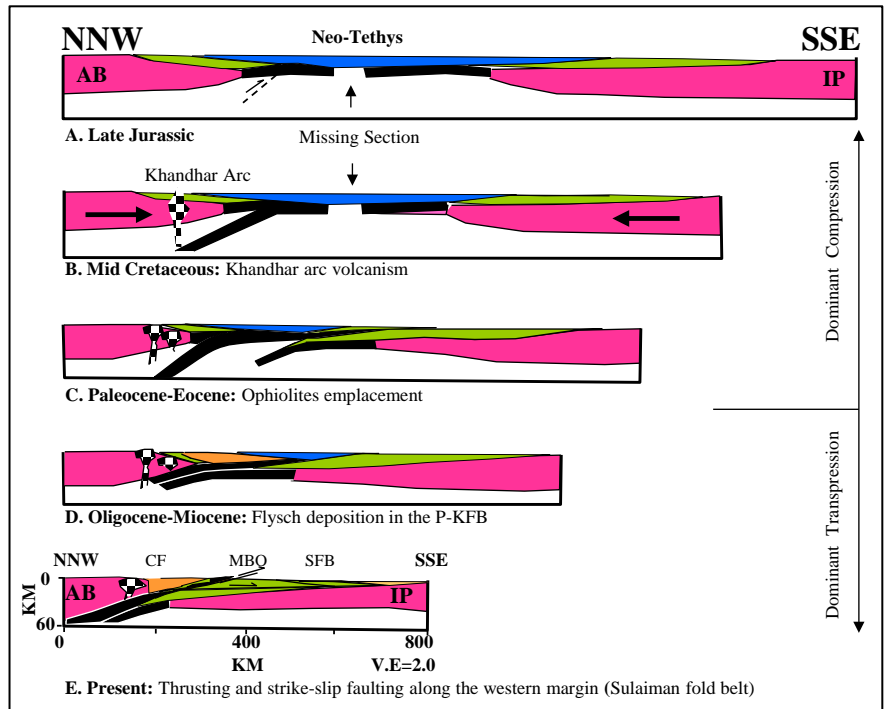 NNW Neo-Tethys SSE
AB IP
A. Late Jurassic Missing Section
Khandhar Arc
B. Mid Cretaceous: Khandhar arc volcanism
Dominant Compression
C. Paleocene-Eocene: Ophiolites emplacement
D. Oligocene-Miocene: Flysch deposition in the P-KFB
Dominant Transpression
NNW CF MBQ SFB SSE
0
KM
60
AB IP
0 400 800
KM V.E=2.0
E. Present: Thrusting and strike-slip faulting along the western margin (Sulaiman fold belt)